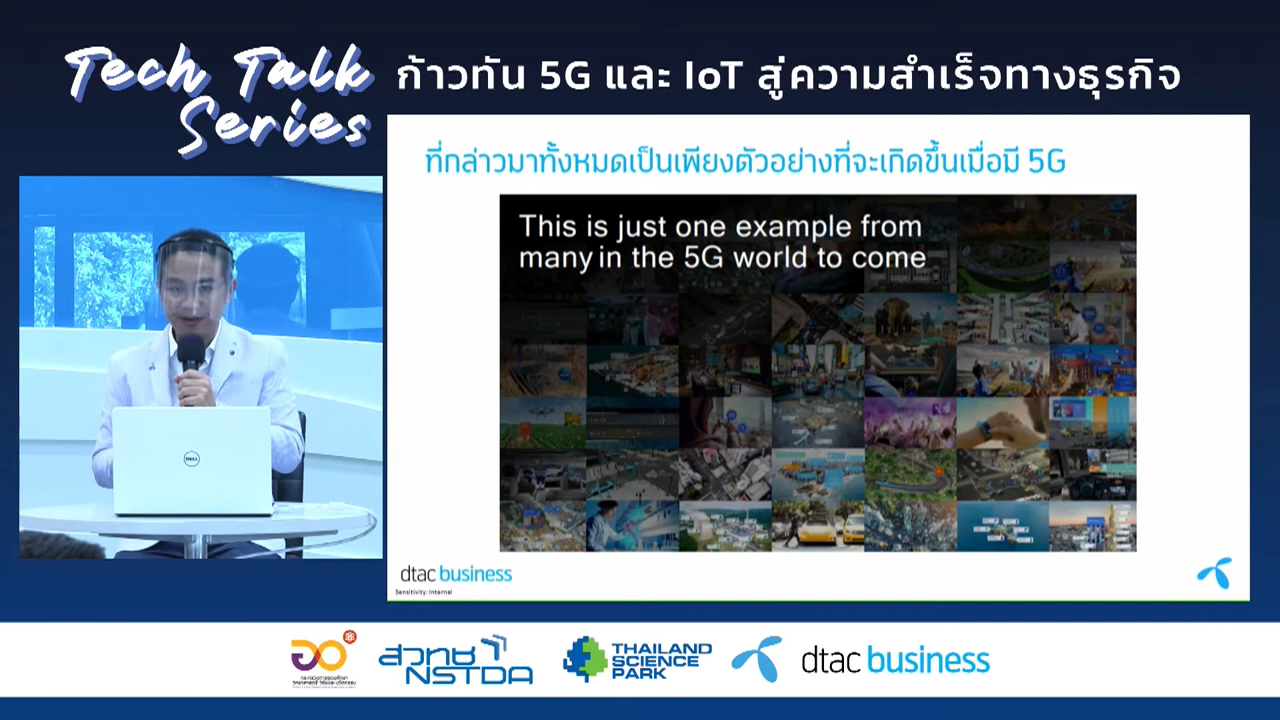 Tech Talk
Series
ก้าวทัน 5G และ IoT สู่ความสำเร็จทางธุรกิจ
ที่กล่าวมาทั้งหมดเป็นเพียงตัวอย่างที่จะเกิดขึ้นเมื่อมี 5G
This is just one example from
many in the 5G world to come
DELL
dtac business
Sensitivity: Internal
สวทช
NSTDA
THAILAND
SCIENCE
PARK
dtac business